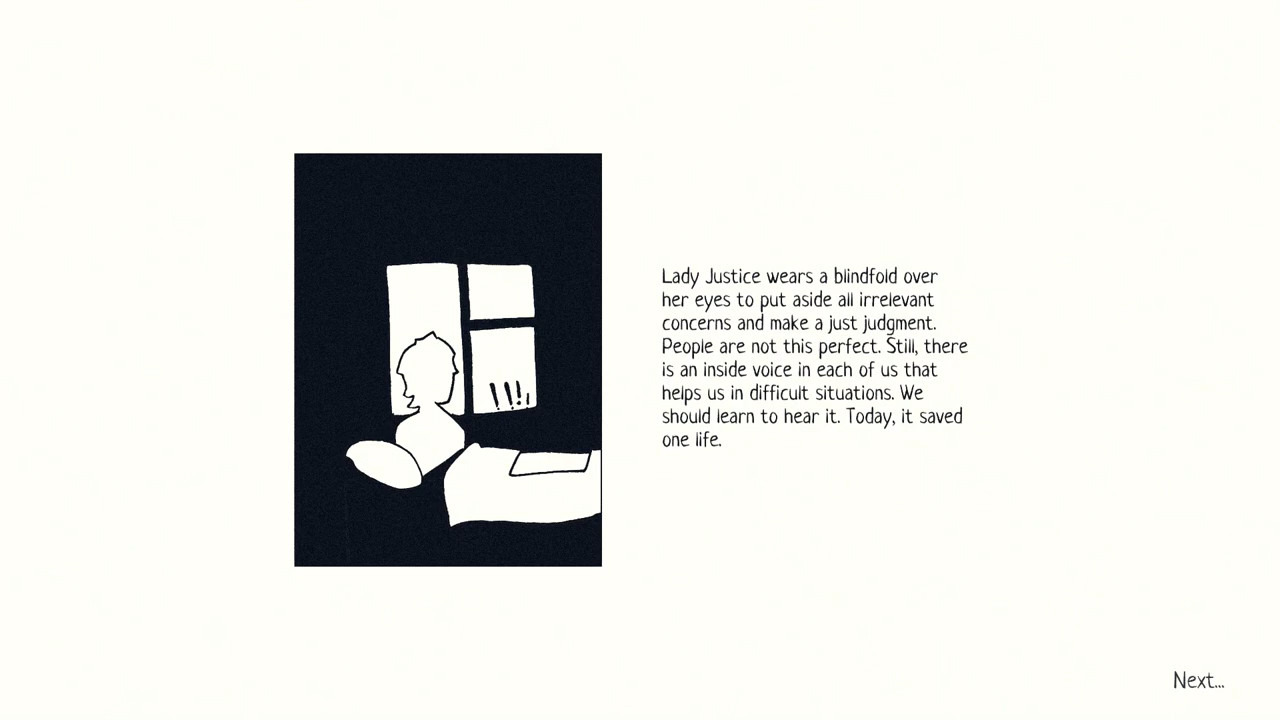 Lady Justice wears a blindfold over
her eyes to put aside all irrelevant
concerns and make a just judgment.
People are not this perfect. Still, there
is an inside voice in each of us that
helps us in difficult situations. We
should learn to hear it. Today, it saved
one life.
Next...